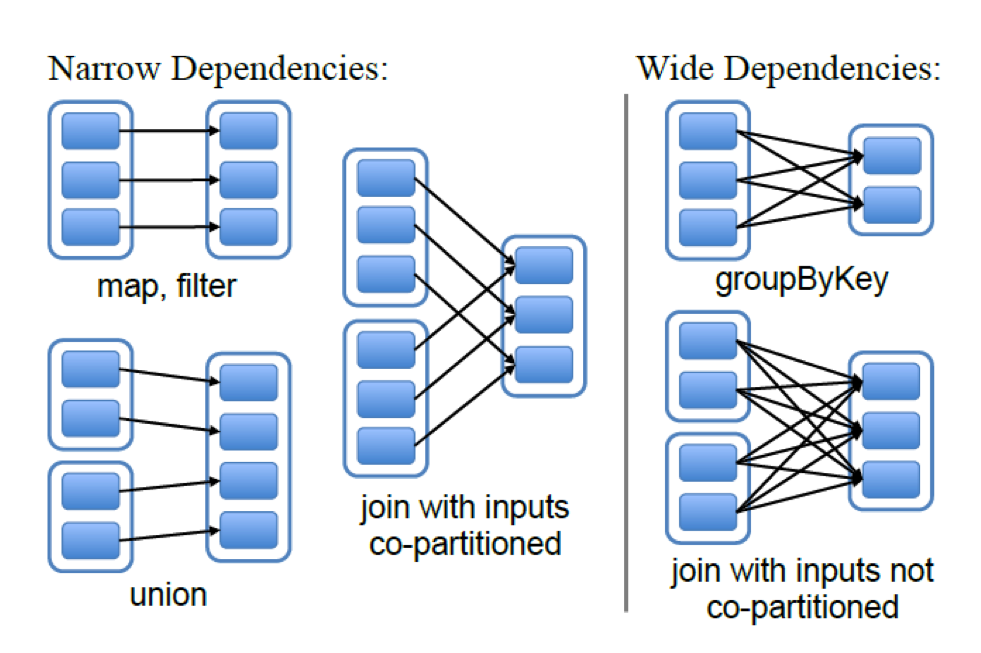 Narrow Dependencies:
map, filter
union
join with inputs
co-partitioned
Wide Dependencies:
groupByKey
join with inputs not
co-partitioned